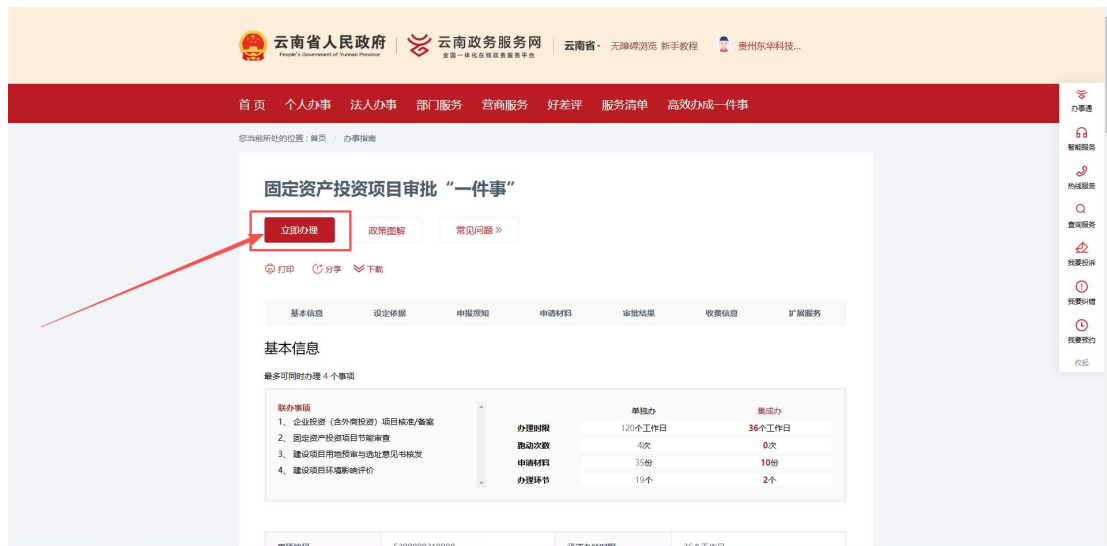 云南省人民政府
People's Government of Yunnan Province
云南政务服务网
全国一体化在线政务服务平台
云南省 无障碍浏览 新手教程 贵州东华科技...
首页 个人办事 法人办事 部门服务 营商服务 好差评 服务清单 高效办成一件事
您当前所处的位置：首页 / 办事指南
固定资产投资项目审批“一件事”
立即办理 政策图解 常见问题 »
打印 分享 下载
基本信息 设定依据 申报须知 申请材料 审批结果 收费信息 扩展服务
基本信息
最多可同时办理 4 个事项
联办事项
1、 企业投资（含外商投资）项目核准/备案
2、 固定资产投资项目节能审查
3、 建设项目用地预审与选址意见书核发
4、 建设项目环境影响评价
单独办 集成办
办理时限 120个工作日 36个工作日
跑动次数 4次 0次
申请材料 35份 10份
办理环节 19个 2个
办事通
智能服务
热线服务
查询服务
我要投诉
我要纠错
我要预约
收起